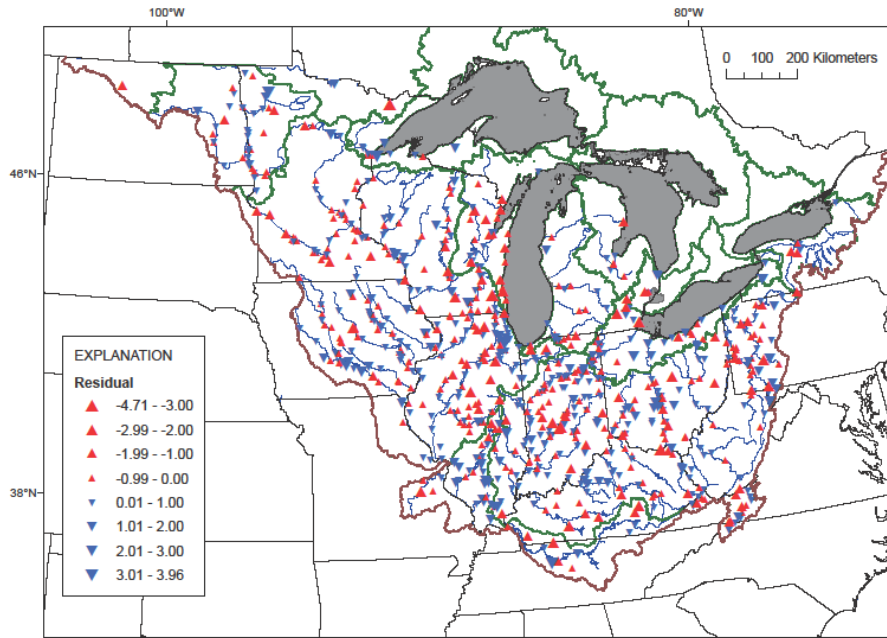 100°W 80°W
0 100 200 Kilometers
46°N
EXPLANATION
Residual
-4.71 - -3.00
-2.99 - -2.00
-1.99 - -1.00
-0.99 - 0.00
0.01 - 1.00
1.01 - 2.00
2.01 - 3.00
3.01 - 3.96
38°N